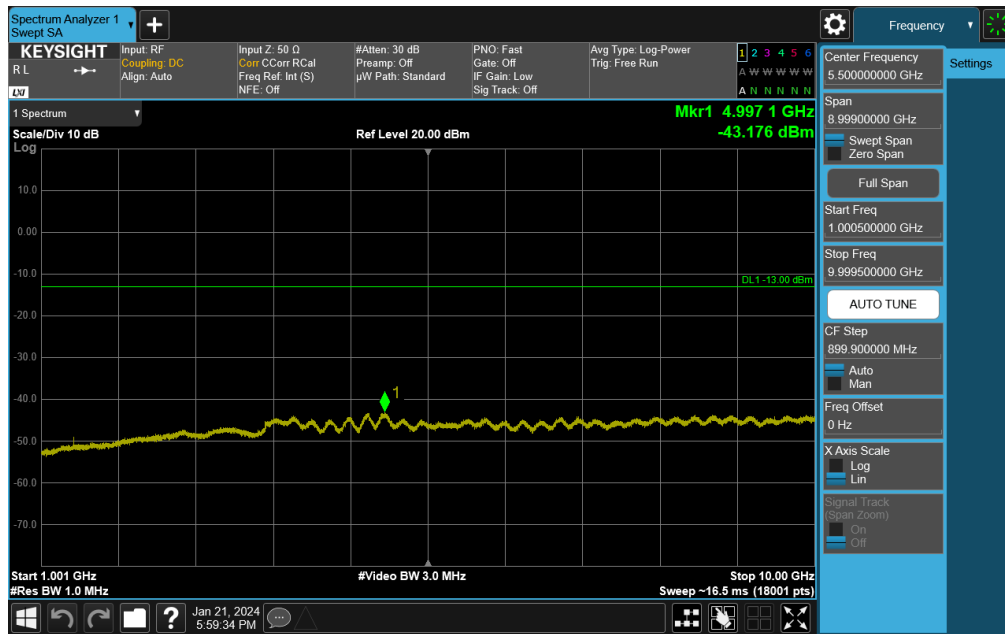 Spectrum Analyzer 1
Swept SA
Frequency
KEYSIGHT
R L
LXI
Input: RF
Coupling: DC
Align: Auto
Input Z: 50 Ω
Corr CCorr RCal
Freq Ref: Int (S)
NFE: Off
#Atten: 30 dB
Preamp: Off
µW Path: Standard
PNO: Fast
Gate: Off
IF Gain: Low
Sig Track: Off
Avg Type: Log-Power
Trig: Free Run
1 2 3 4 5 6
A W W W W W
A N N N N N
1 Spectrum
Scale/Div 10 dB
Log
Ref Level 20.00 dBm
Mkr1 4.997 1 GHz
-43.176 dBm
10.0
0.00
-10.0
-20.0
-30.0
-40.0
-50.0
-60.0
-70.0
DL1 -13.00 dBm
1
Start 1.001 GHz
#Res BW 1.0 MHz
#Video BW 3.0 MHz
Stop 10.00 GHz
Sweep ~16.5 ms (18001 pts)
Center Frequency
5.500000000 GHz
Span
8.99900000 GHz
Swept Span
Zero Span
Full Span
Start Freq
1.000500000 GHz
Stop Freq
9.999500000 GHz
AUTO TUNE
CF Step
899.900000 MHz
Auto
Man
Freq Offset
0 Hz
X Axis Scale
Log
Lin
Signal Track
(Span Zoom)
On
Off
Settings
?
Jan 21, 2024
5:59:34 PM